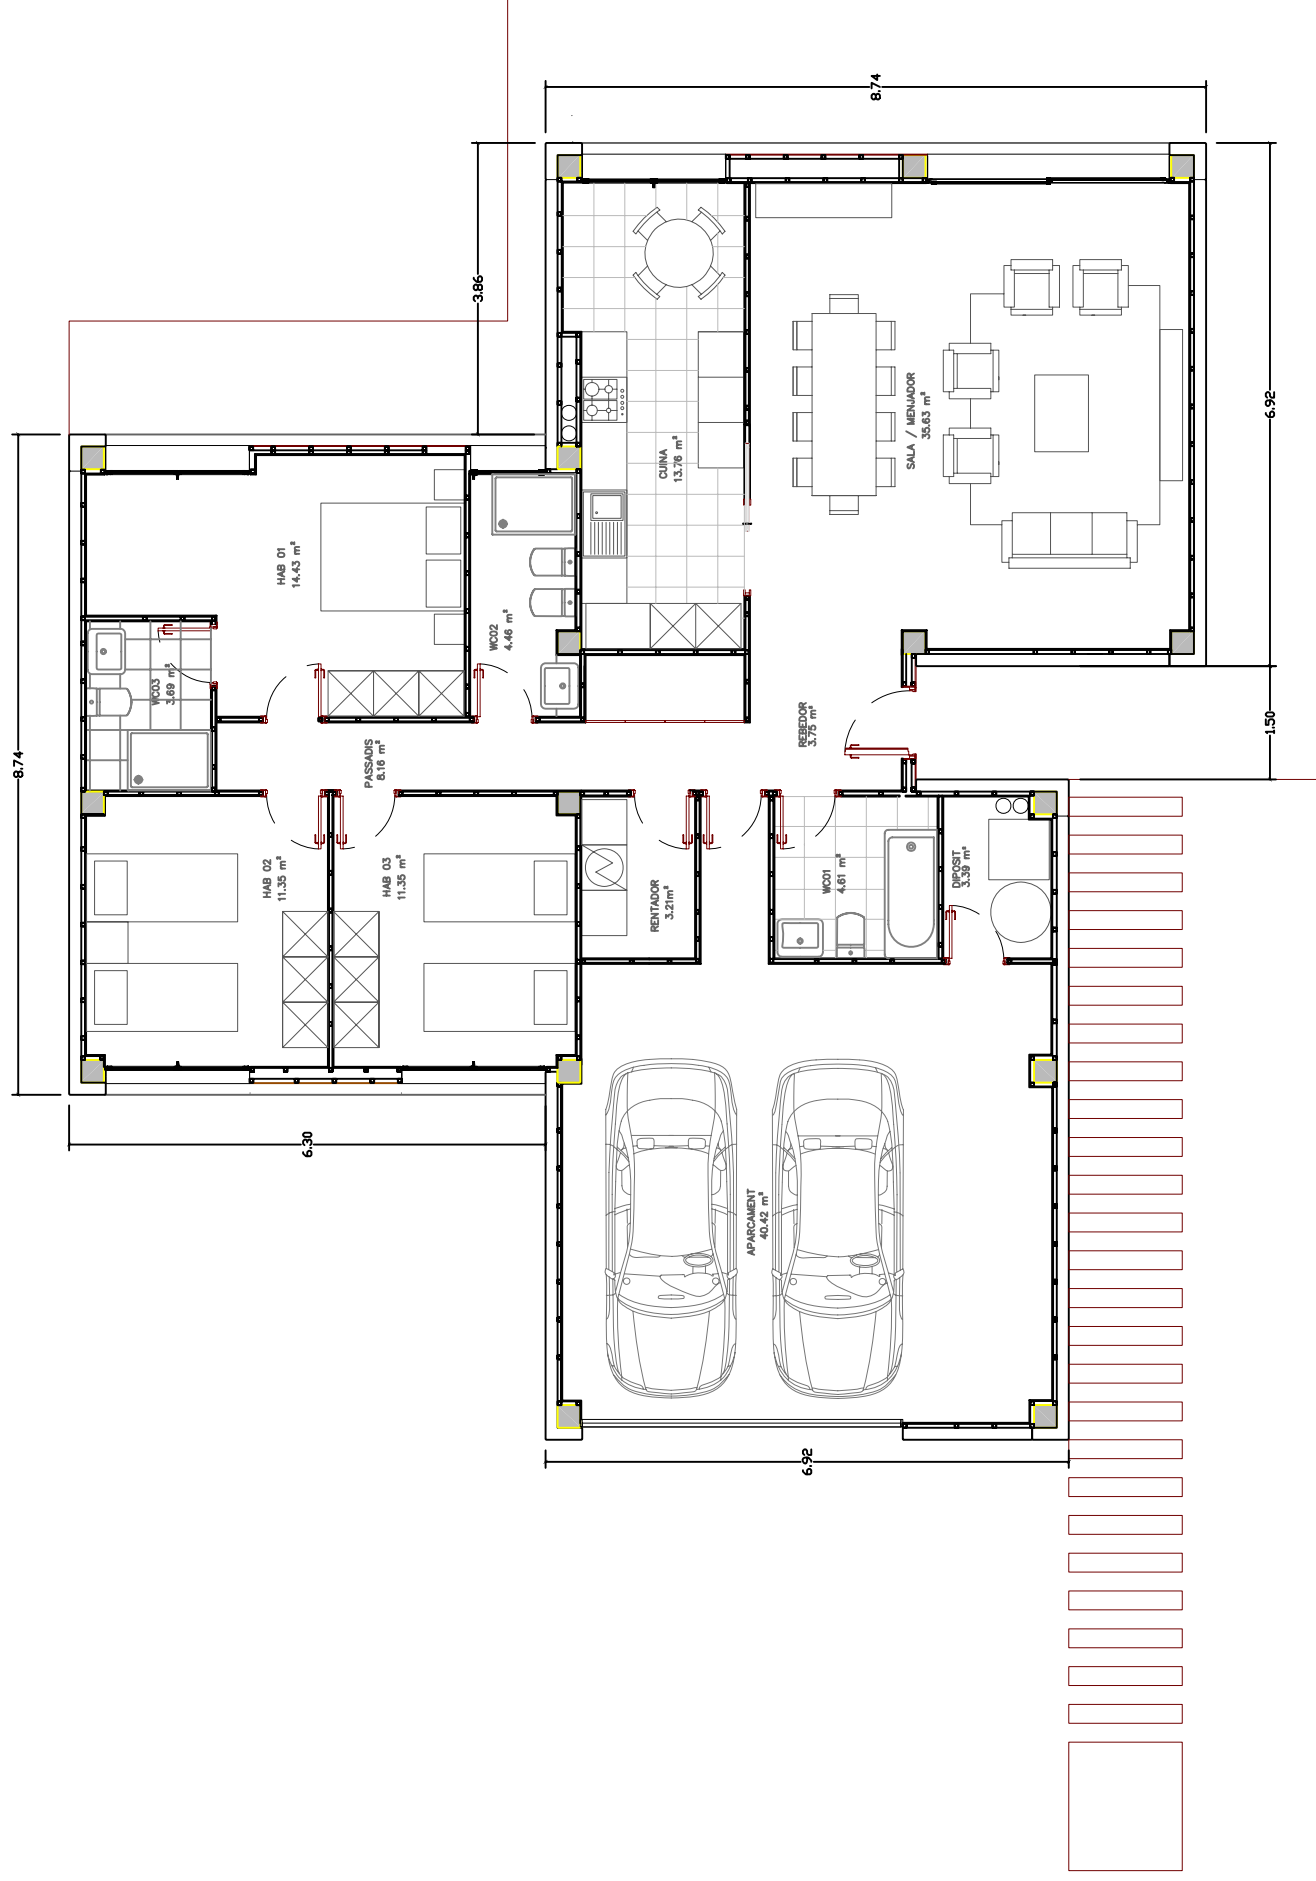 8.74
3.86
6.92
SALA / MENJADOR
35.63 m²
CUINA
13.76 m²
HAB 01
14.43 m²
WC02
4.46 m²
WC03
3.69 m²
REBEDOR
3.75 m²
1.50
PASSADIS
8.16 m²
8.74
HAB 02
11.35 m²
HAB 03
11.35 m²
RENTADOR
3.21m²
WC01
4.61 m²
DIPOSIT
3.39 m²
6.30
APARCAMENT
40.42 m²
6.92